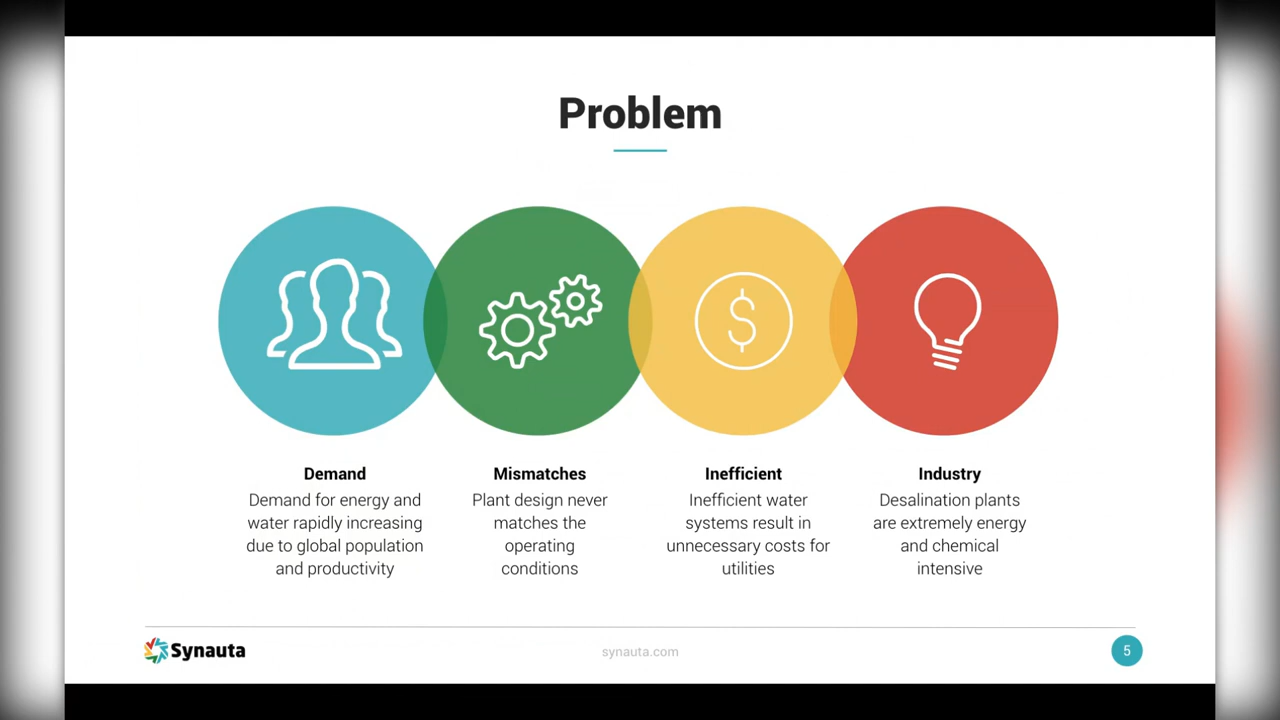 Problem
Demand
Demand for energy and
water rapidly increasing
due to global population
and productivity
Mismatches
Plant design never
matches the
operating
conditions
$
Inefficient
Inefficient water
systems result in
unnecessary costs for
utilities
Industry
Desalination plants
are extremely energy
and chemical
intensive
Synauta
synauta.com
5